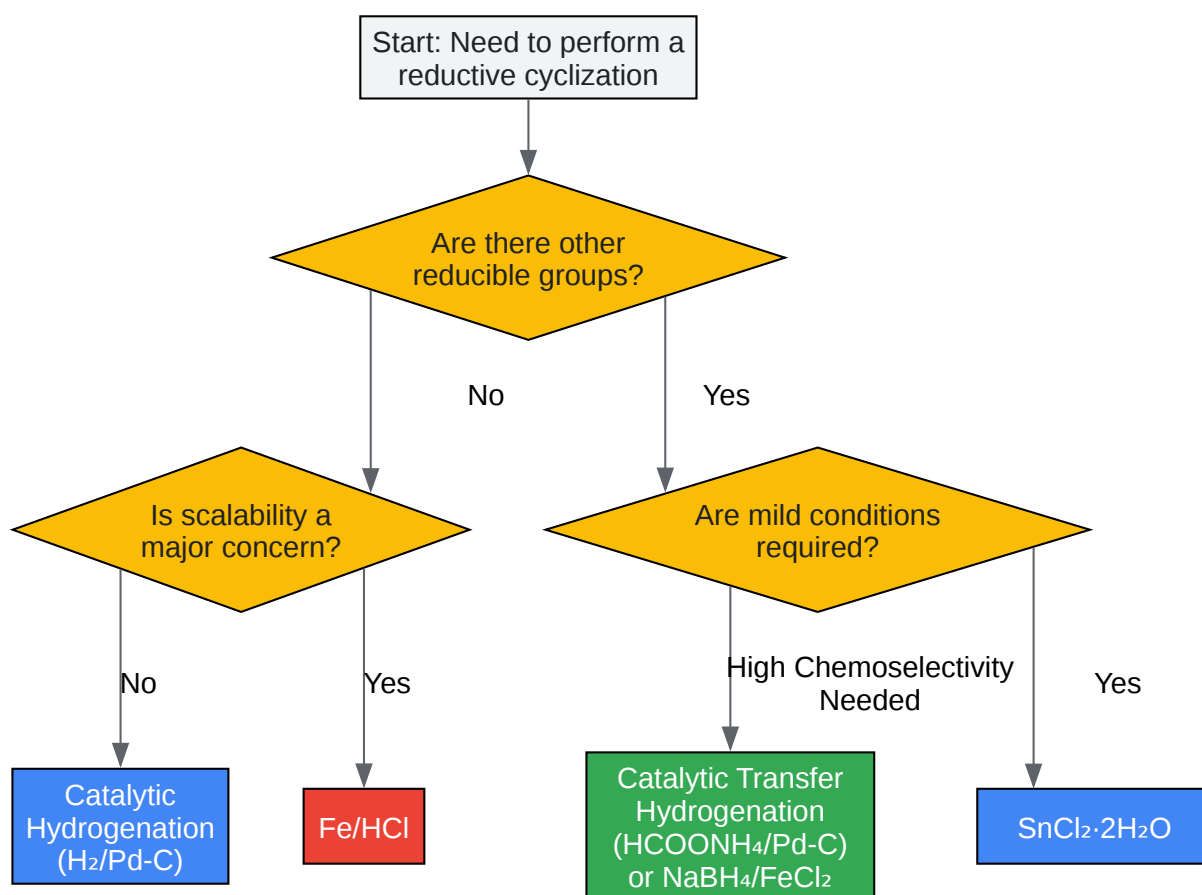 Start: Need to perform a
reductive cyclization
Are there other
reducible groups?
No
Yes
Is scalability a
major concern?
Are mild conditions
required?
No
Yes
High Chemoselectivity
Needed
Yes
Catalytic
Hydrogenation
(H₂/Pd-C)
Fe/HCl
Catalytic Transfer
Hydrogenation
(HCOONH₄/Pd-C)
or NaBH₄/FeCl₂
SnCl₂·2H₂O